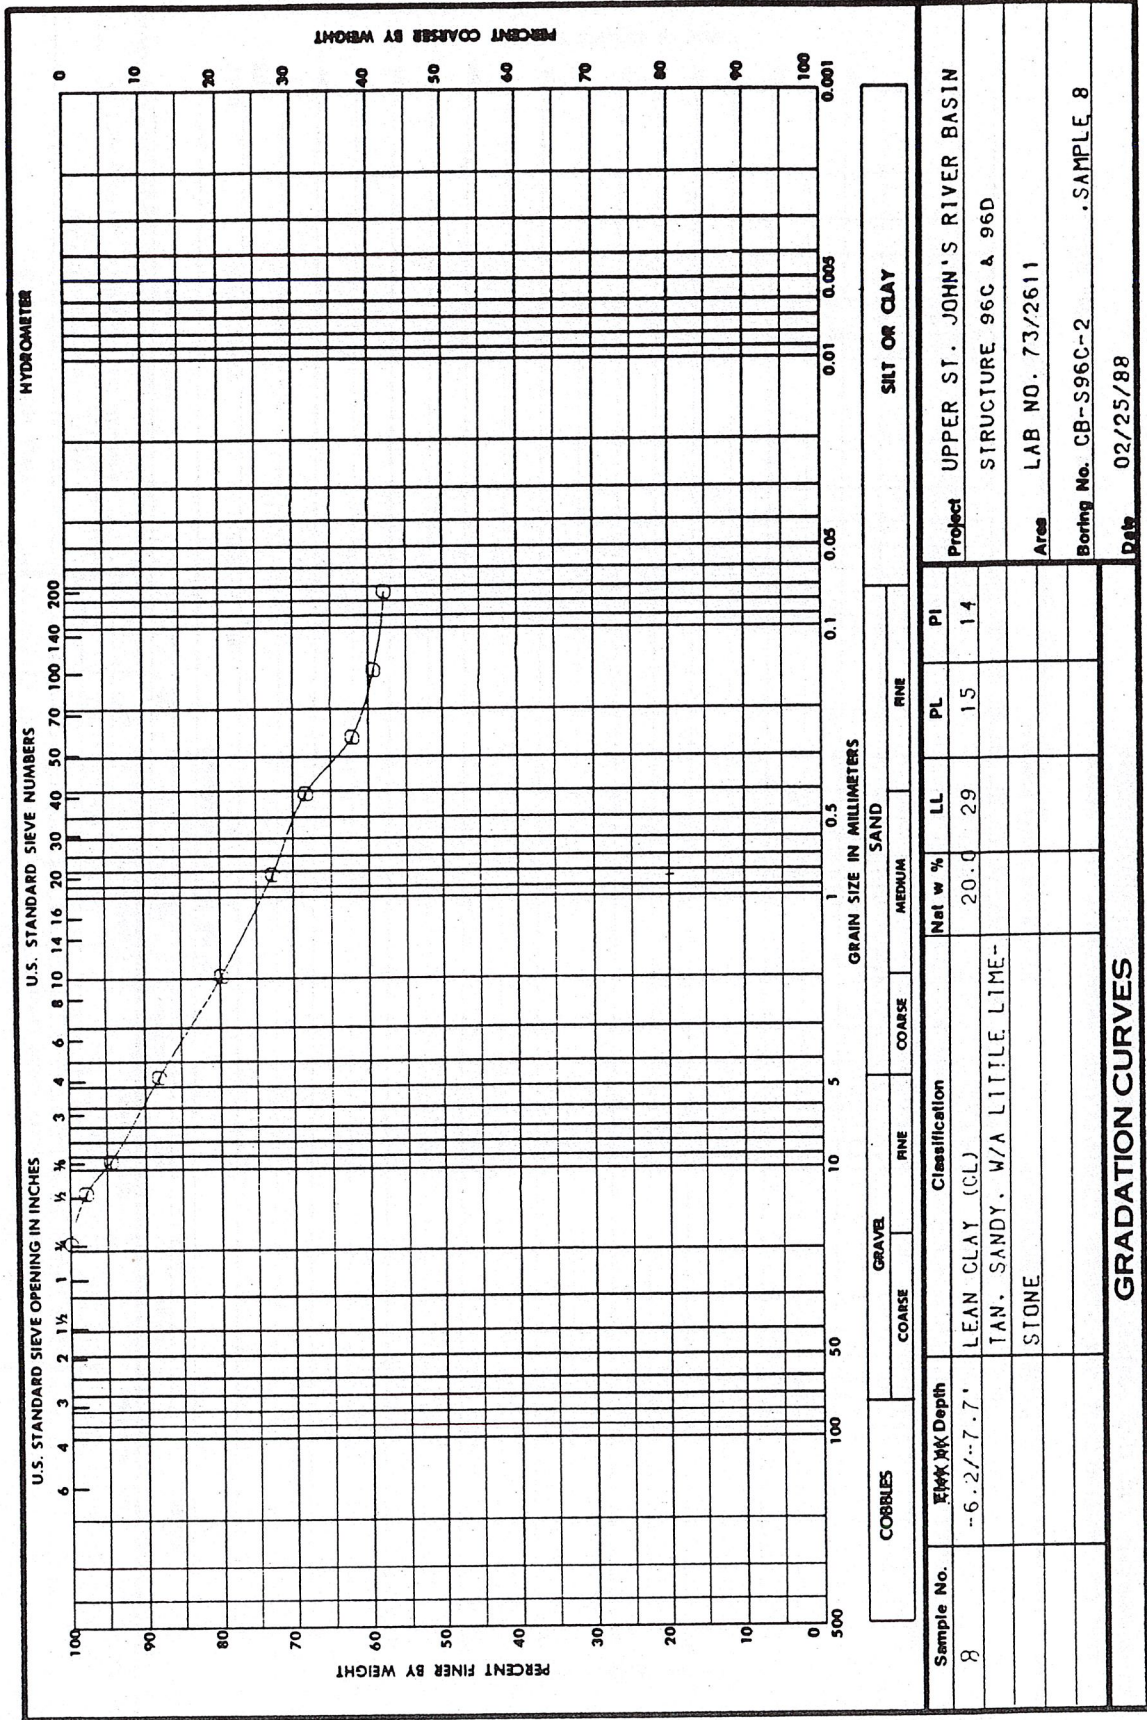 U.S. STANDARD SIEVE OPENING IN INCHES
U.S. STANDARD SIEVE NUMBERS
HYDROMETER
6 4 3 2 1½ 1 ¾ ½ ⅜ 3 4 6 8 10 14 16 20 30 40 50 70 100 140 200
PERCENT FINER BY WEIGHT
100
90
80
70
60
50
40
30
20
10
0
PERCENT COARSER BY WEIGHT
0
10
20
30
40
50
60
70
80
90
100
500 100 50 10 5 1 0.5 0.1 0.05 0.01 0.005 0.001
GRAIN SIZE IN MILLIMETERS
COBBLES
GRAVEL
COARSE FINE
SAND
COARSE MEDIUM FINE
SILT OR CLAY
Sample No. Depth Classification Nat w % LL PL PI
8 -6.2/-7.7' LEAN CLAY (CL) 20.0 29 15 14
TAN, SANDY, W/A LITTLE LIME-
STONE
Project UPPER ST. JOHN'S RIVER BASIN
STRUCTURE 96C & 96D
Area LAB NO. 73/2611
Boring No. CB-S96C-2 .SAMPLE 8
Date 02/25/88
GRADATION CURVES